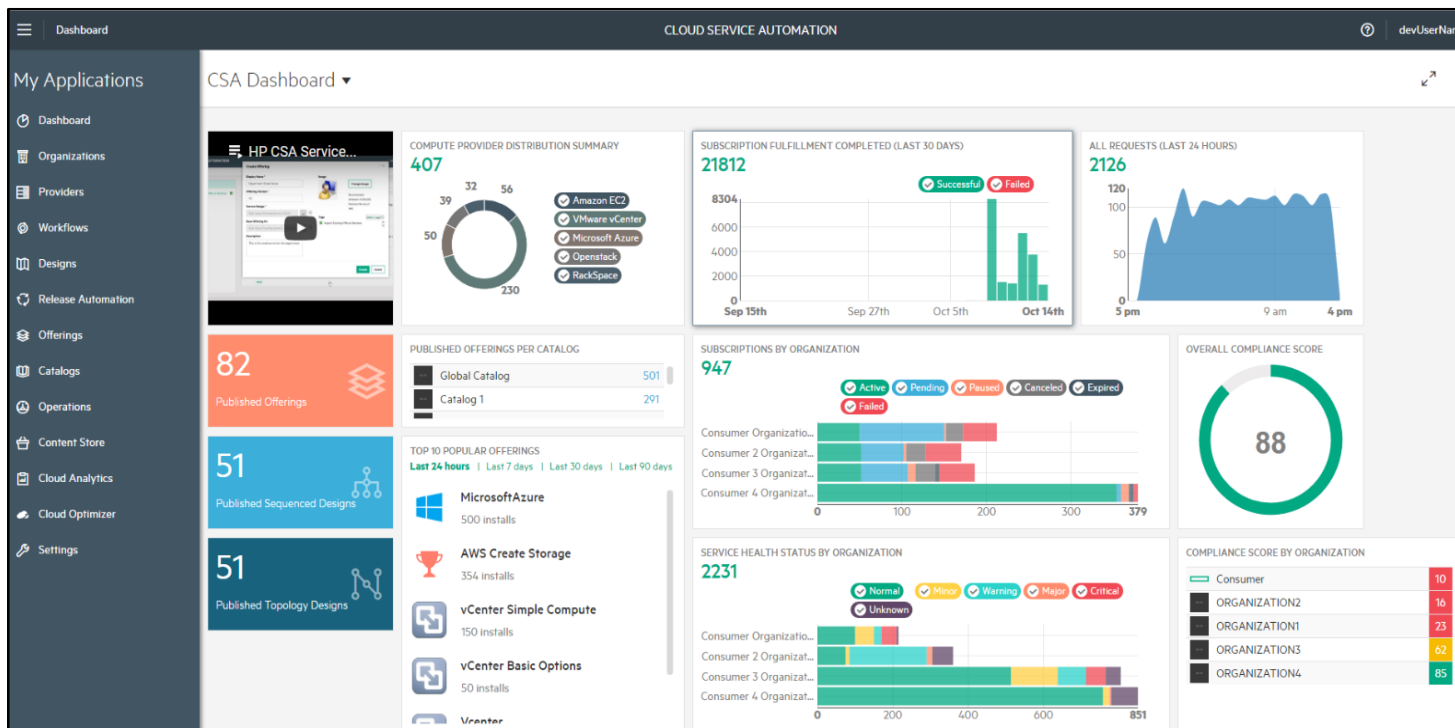 Dashboard
CLOUD SERVICE AUTOMATION
devUserNar
My Applications
Dashboard
Organizations
Providers
Workflows
Designs
Release Automation
Offerings
Catalogs
Operations
Content Store
Cloud Analytics
Cloud Optimizer
Settings
CSA Dashboard
HP CSA Service...
COMPUTE PROVIDER DISTRIBUTION SUMMARY
407
32
56
39
50
230
Amazon EC2
VMware vCenter
Microsoft Azure
Openstack
RackSpace
SUBSCRIPTION FULFILLMENT COMPLETED (LAST 30 DAYS)
21812
Successful Failed
8304
6000
4000
2000
0
Sep 15th Sep 27th Oct 5th Oct 14th
ALL REQUESTS (LAST 24 HOURS)
2126
120
100
50
0
5 pm 9 am 4 pm
82
Published Offerings
51
Published Sequenced Designs
51
Published Topology Designs
PUBLISHED OFFERINGS PER CATALOG
Global Catalog 501
Catalog 1 291
TOP 10 POPULAR OFFERINGS
Last 24 hours | Last 7 days | Last 30 days | Last 90 days
MicrosoftAzure
500 installs
AWS Create Storage
354 installs
vCenter Simple Compute
150 installs
vCenter Basic Options
50 installs
Vcenter
SUBSCRIPTIONS BY ORGANIZATION
947
Active Pending Paused Canceled Expired
Failed
Consumer Organizatio...
Consumer 2 Organizat...
Consumer 3 Organizat...
Consumer 4 Organizat...
0 100 200 300 379
OVERALL COMPLIANCE SCORE
88
SERVICE HEALTH STATUS BY ORGANIZATION
2231
Normal Minor Warning Major Critical
Unknown
Consumer Organizatio...
Consumer 2 Organizat...
Consumer 3 Organizat...
Consumer 4 Organizat...
0 200 400 600 851
COMPLIANCE SCORE BY ORGANIZATION
Consumer 10
ORGANIZATION2 16
ORGANIZATION1 23
ORGANIZATION3 62
ORGANIZATION4 85